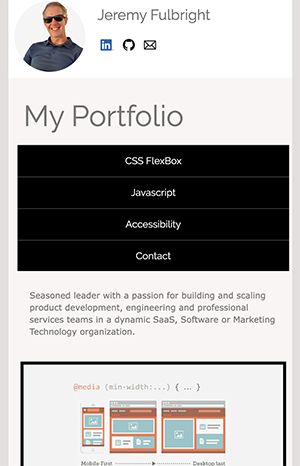 Jeremy Fulbright
in
My Portfolio
CSS FlexBox
Javascript
Accessibility
Contact
Seasoned leader with a passion for building and scaling
product development, engineering and professional
services teams in a dynamic SaaS, Software or Marketing
Technology organization.
@media (min-width:...) { ... }
Mobile First
Desktop last